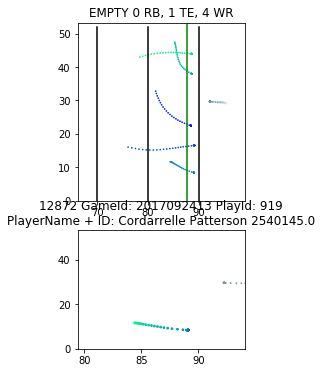 EMPTY 0 RB, 1 TE, 4 WR
50
40
30
20
10
0
70 80 90
12872 GameId: 2017092413 PlayId: 919
PlayerName + ID: Cordarrelle Patterson 2540145.0
40
20
0
80 85 90